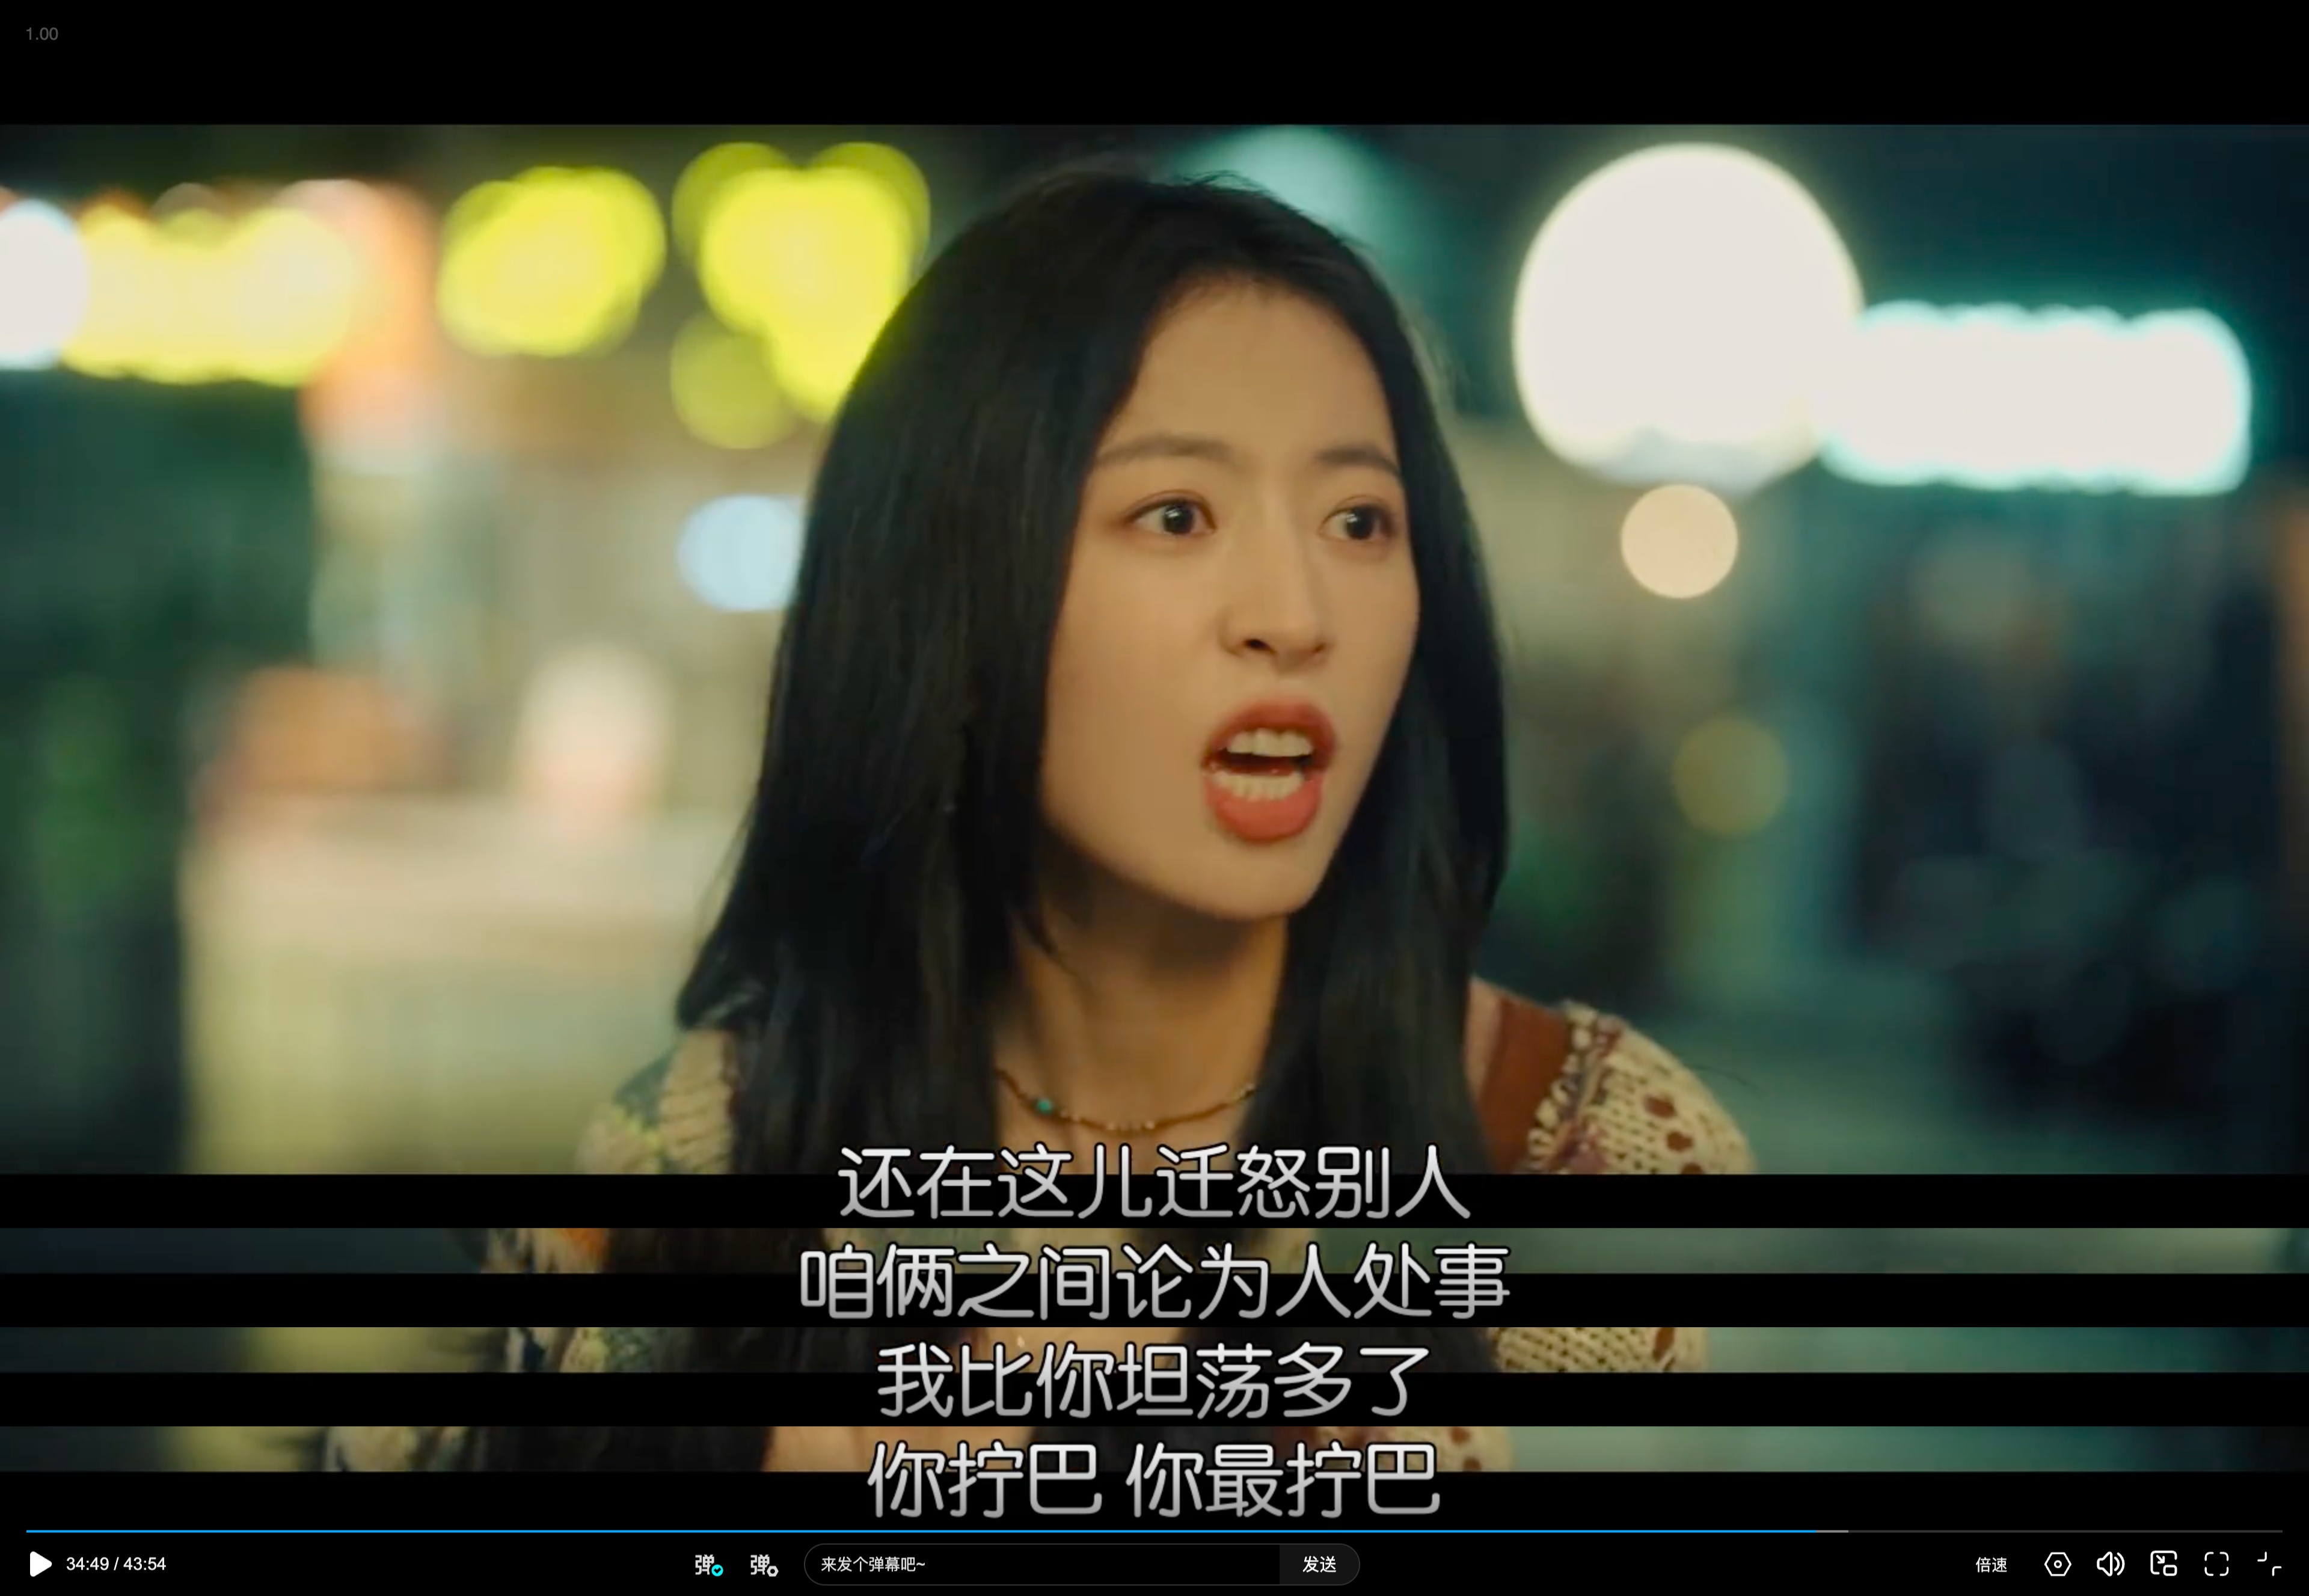 1.00
还在这儿迁怒别人
咱俩之间论为人处事
我比你坦荡多了
你拧巴 你最拧巴
34:49 / 43:54
弹
弹
来发个弹幕吧~
发送
倍速